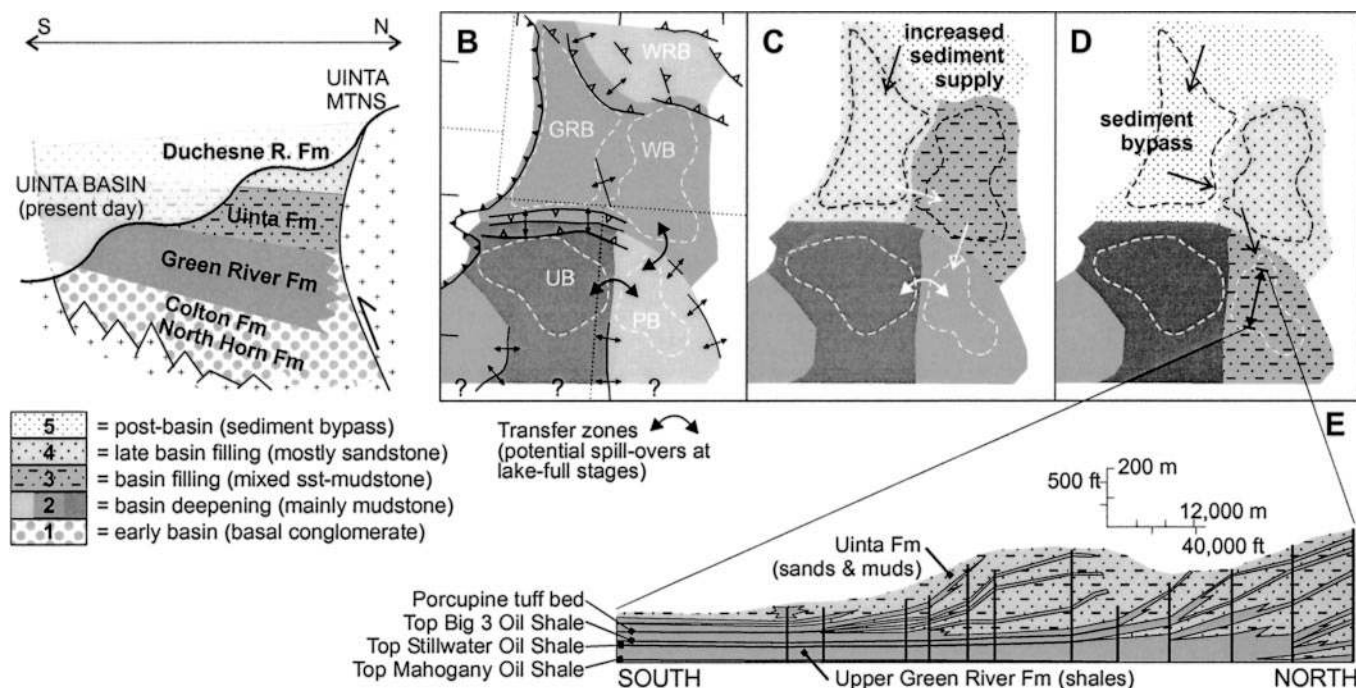 S
N
UINTA
MTNS
Duchesne R. Fm
UINTA BASIN
(present day)
Uinta Fm
Green River Fm
Colton Fm
North Horn Fm
5 = post-basin (sediment bypass)
4 = late basin filling (mostly sandstone)
3 = basin filling (mixed sst-mudstone)
2 = basin deepening (mainly mudstone)
1 = early basin (basal conglomerate)
B
WRB
GRB
WB
UB
PB
? ? ?
Transfer zones
(potential spill-overs at
lake-full stages)
C
increased
sediment
supply
D
sediment
bypass
E
500 ft 200 m
12,000 m
40,000 ft
Uinta Fm
(sands & muds)
Porcupine tuff bed
Top Big 3 Oil Shale
Top Stillwater Oil Shale
Top Mahogany Oil Shale
SOUTH
Upper Green River Fm (shales)
NORTH